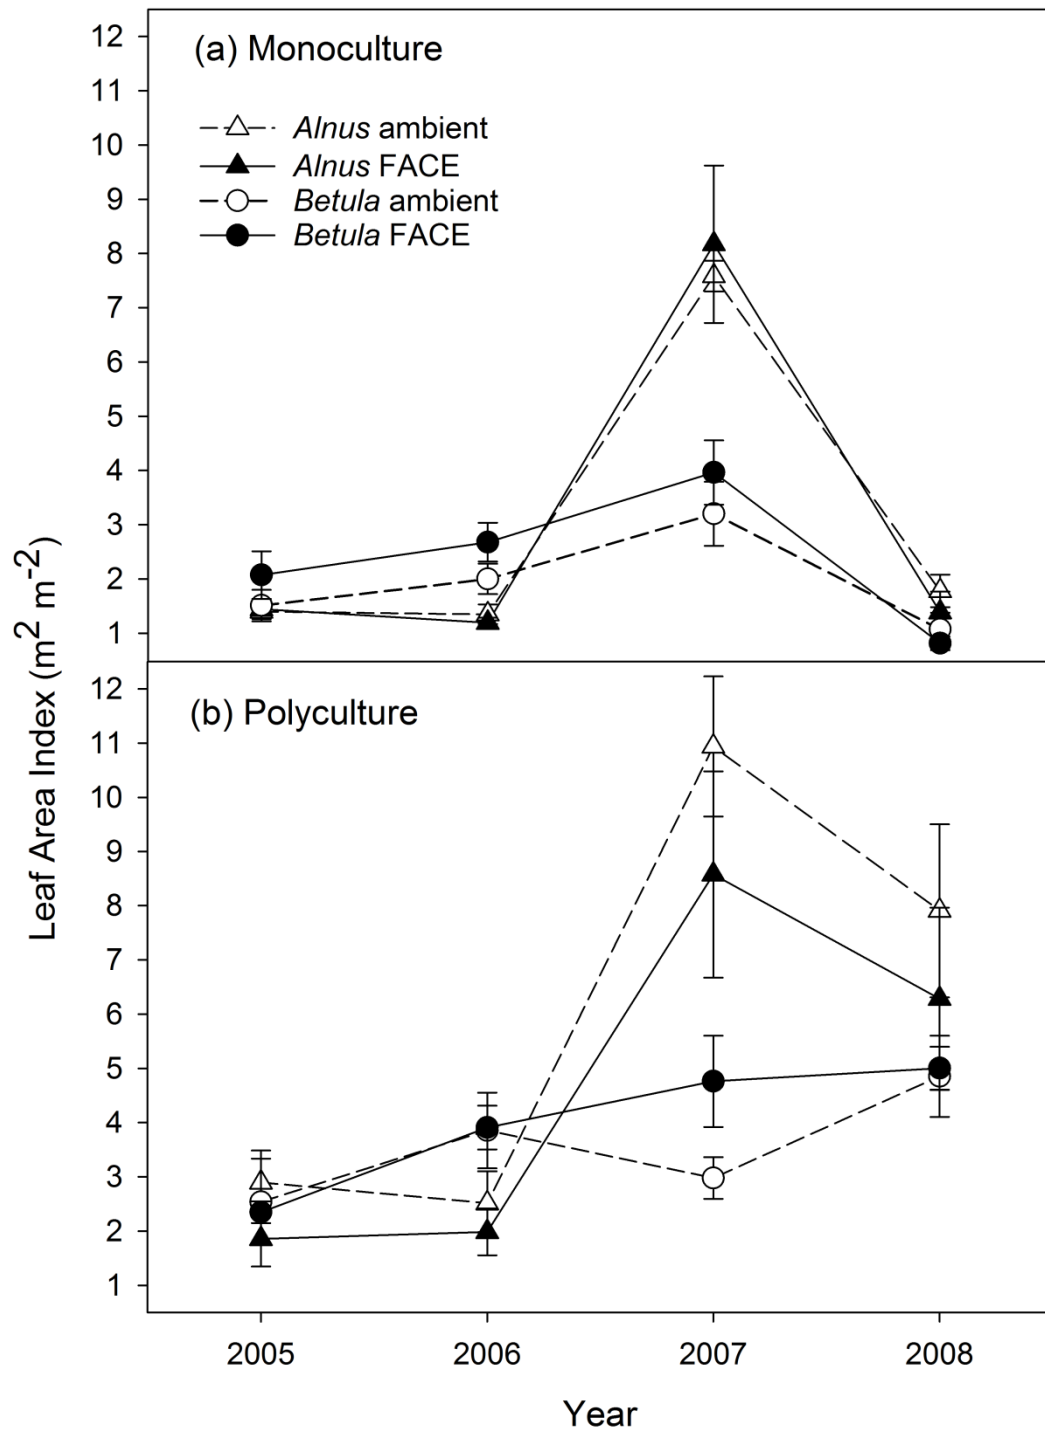 12
(a) Monoculture
11
Alnus ambient
10
Alnus FACE
9
Betula ambient
Betula FACE
8
7
6
5
4
3
2
1
Leaf Area Index (m² m⁻²)
12
(b) Polyculture
11
10
9
8
7
6
5
4
3
2
1
2005 2006 2007 2008
Year